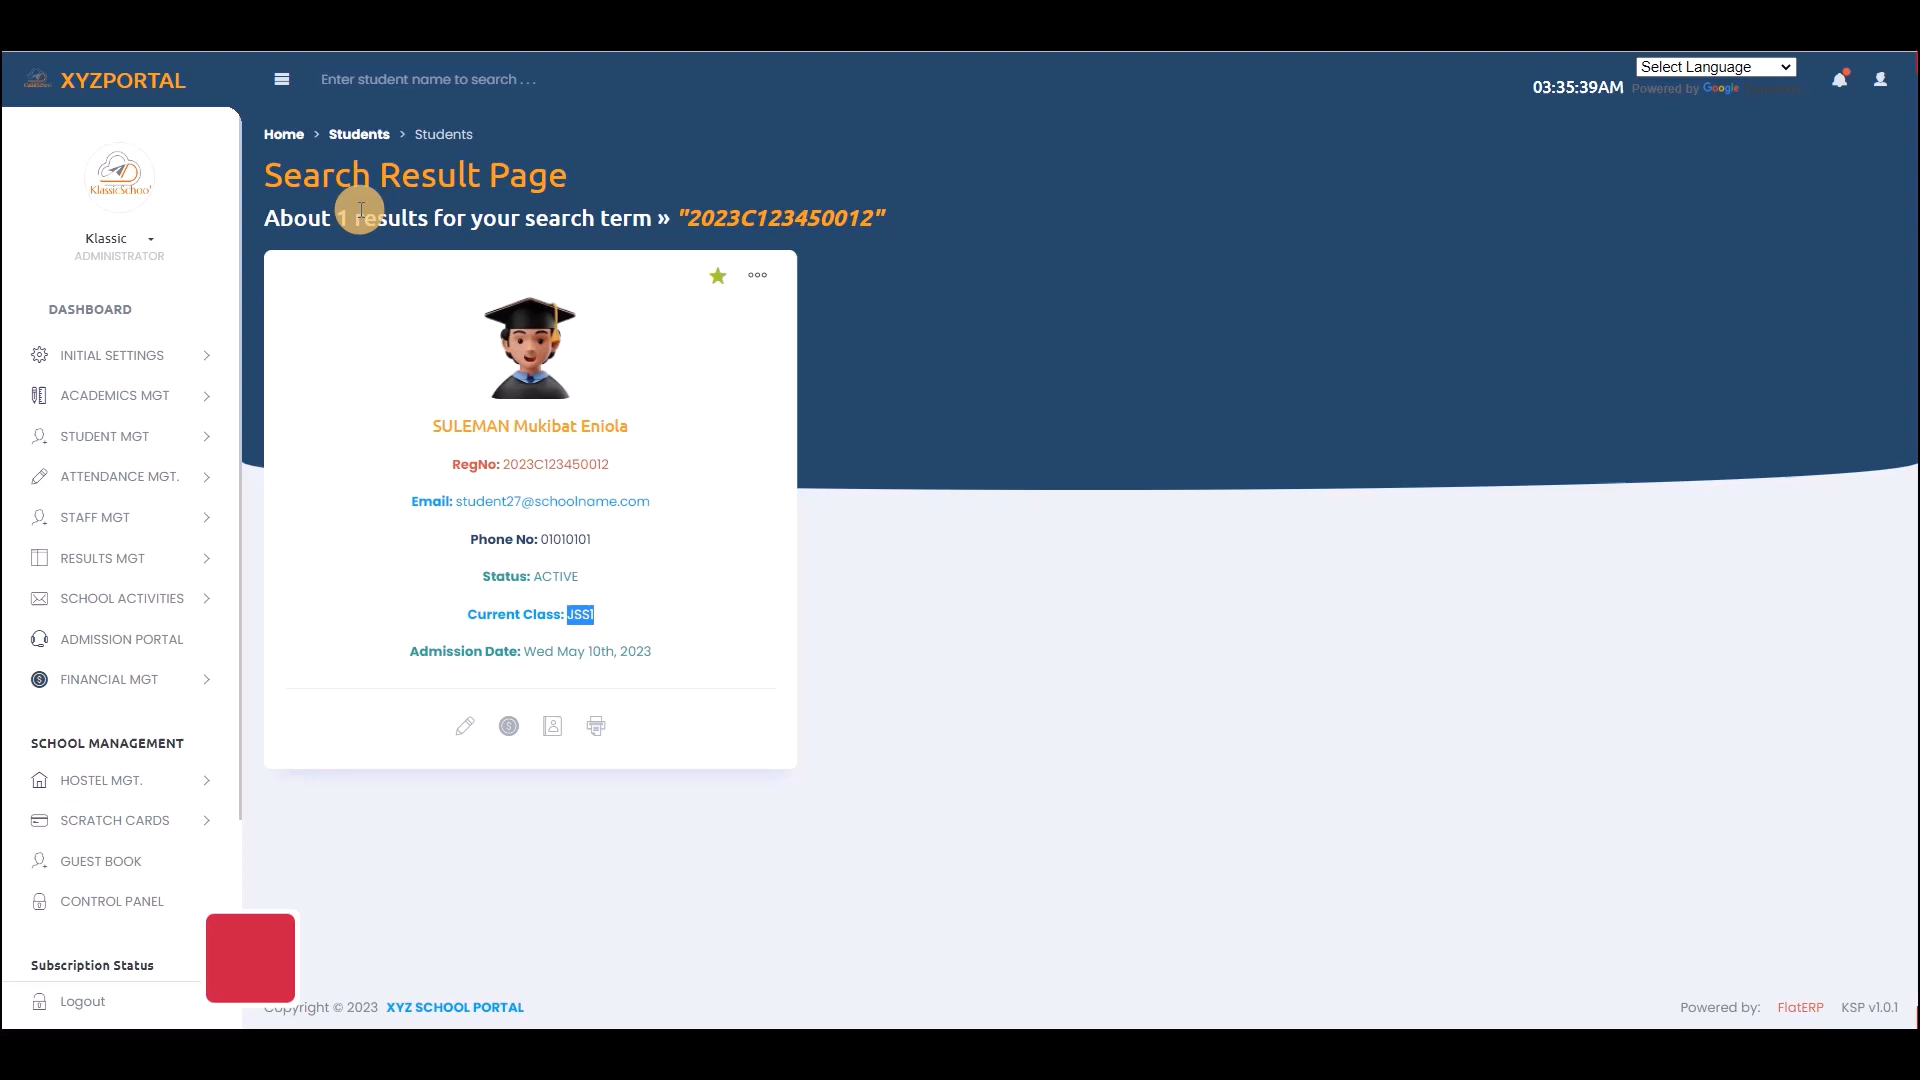 XYZPORTAL
Enter student name to search . . .
03:35:39AM
Select Language
Powered by Google
Home > Students > Students
Search Result Page
About 1 results for your search term » "2023C123450012"
KlassicSchool
Klassic
ADMINISTRATOR
DASHBOARD
INITIAL SETTINGS
ACADEMICS MGT
STUDENT MGT
ATTENDANCE MGT.
STAFF MGT
RESULTS MGT
SCHOOL ACTIVITIES
ADMISSION PORTAL
FINANCIAL MGT
SCHOOL MANAGEMENT
HOSTEL MGT.
SCRATCH CARDS
GUEST BOOK
CONTROL PANEL
Subscription Status
Logout
SULEMAN Mukibat Eniola
RegNo: 2023C123450012
Email: student27@schoolname.com
Phone No: 01010101
Status: ACTIVE
Current Class: JSS1
Admission Date: Wed May 10th, 2023
Copyright © 2023 XYZ SCHOOL PORTAL
Powered by: FlatERP KSP v1.0.1